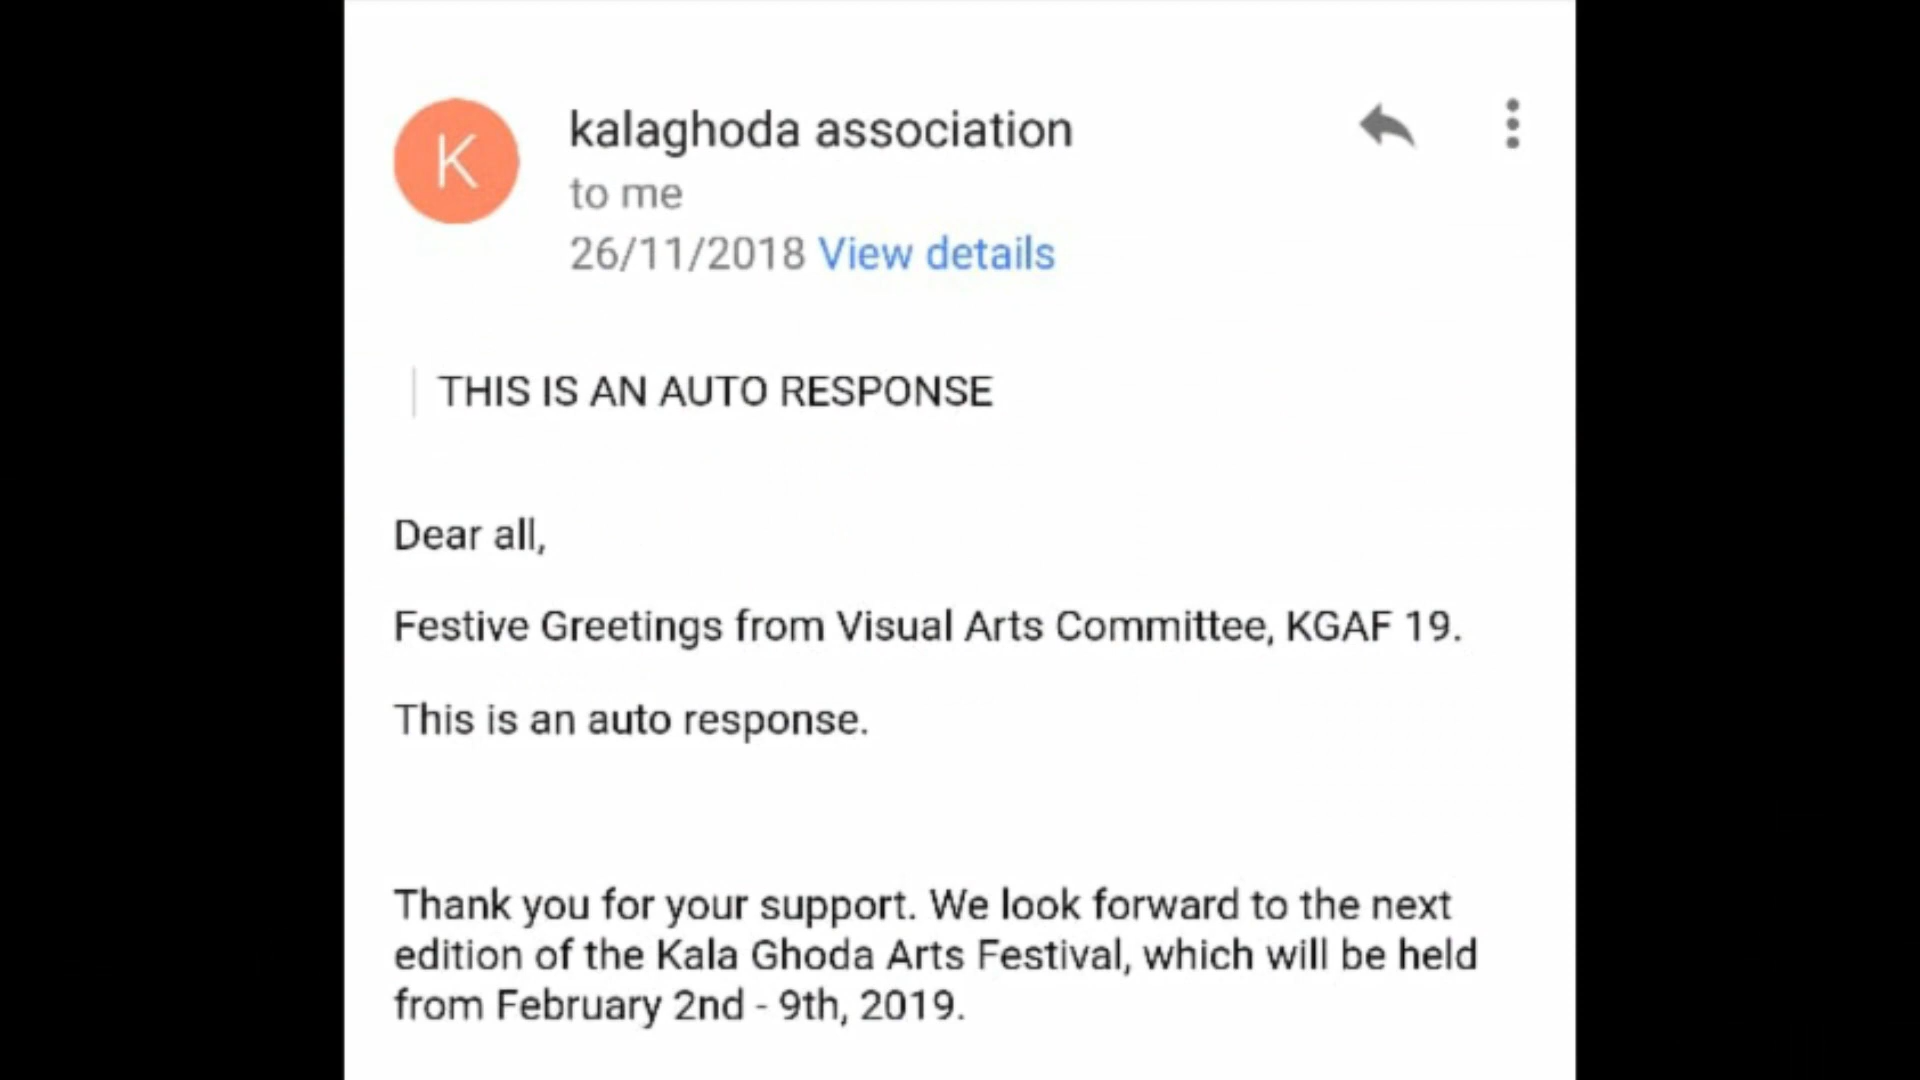 K
kalaghoda association
to me
26/11/2018 View details
THIS IS AN AUTO RESPONSE
Dear all,
Festive Greetings from Visual Arts Committee, KGAF 19.
This is an auto response.
Thank you for your support. We look forward to the next
edition of the Kala Ghoda Arts Festival, which will be held
from February 2nd - 9th, 2019.